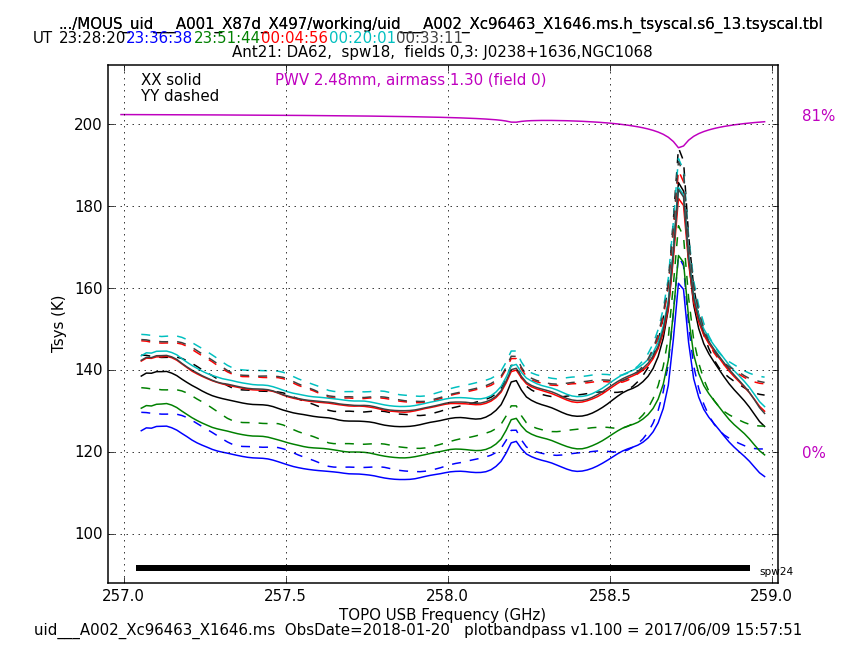 .../MOUS_uid___A001_X87d_X497/working/uid___A002_Xc96463_X1646.ms.h_tsyscal.s6_13.tsyscal.tbl
UT 23:28:20 23:36:38 23:51:44 00:04:56 00:20:01 00:33:11
Ant21: DA62, spw18, fields 0,3: J0238+1636,NGC1068
XX solid
PWV 2.48mm, airmass 1.30 (field 0)
YY dashed
81%
200
180
160
Tsys (K)
140
120
0%
100
spw24
257.0 257.5 258.0 258.5 259.0
TOPO USB Frequency (GHz)
uid___A002_Xc96463_X1646.ms ObsDate=2018-01-20 plotbandpass v1.100 = 2017/06/09 15:57:51